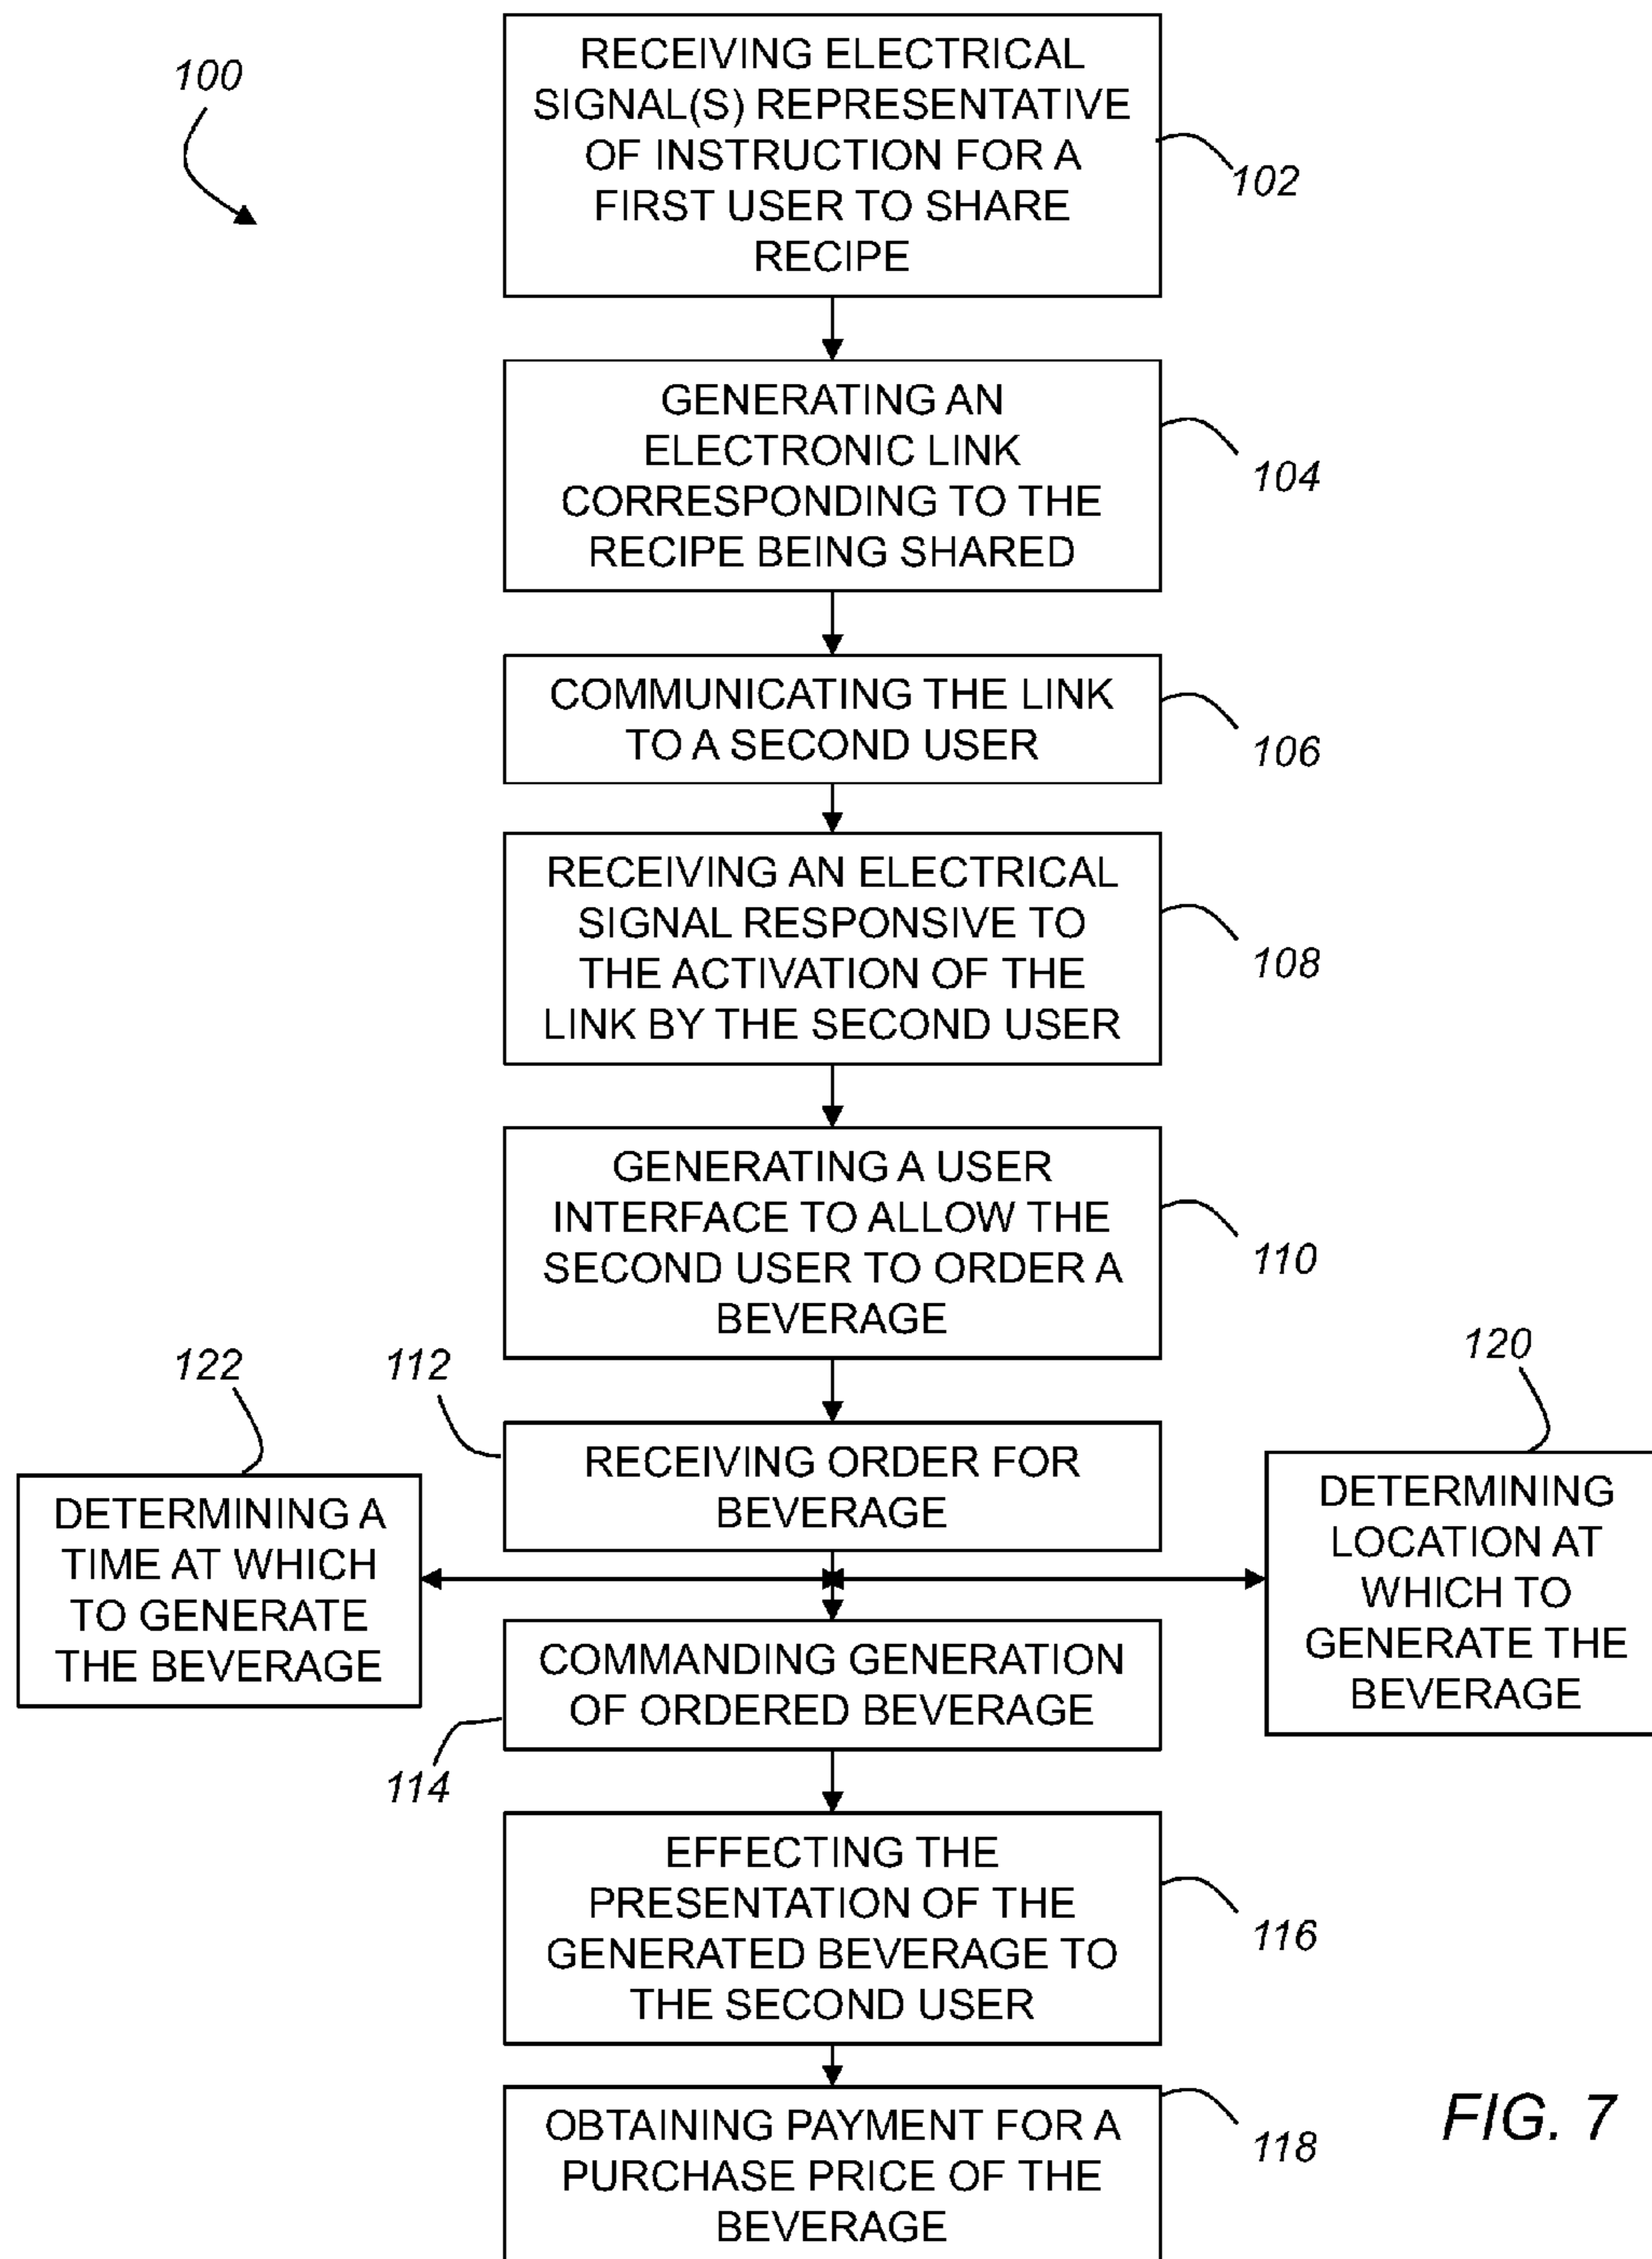 100
RECEIVING ELECTRICAL
SIGNAL(S) REPRESENTATIVE
OF INSTRUCTION FOR A
FIRST USER TO SHARE
RECIPE
102
GENERATING AN
ELECTRONIC LINK
CORRESPONDING TO THE
RECIPE BEING SHARED
104
COMMUNICATING THE LINK
TO A SECOND USER
106
RECEIVING AN ELECTRICAL
SIGNAL RESPONSIVE TO
THE ACTIVATION OF THE
LINK BY THE SECOND USER
108
GENERATING A USER
INTERFACE TO ALLOW THE
SECOND USER TO ORDER A
BEVERAGE
110
122
112
120
RECEIVING ORDER FOR
BEVERAGE
DETERMINING A
TIME AT WHICH
TO GENERATE
THE BEVERAGE
DETERMINING
LOCATION AT
WHICH TO
GENERATE THE
BEVERAGE
COMMANDING GENERATION
OF ORDERED BEVERAGE
114
EFFECTING THE
PRESENTATION OF THE
GENERATED BEVERAGE TO
THE SECOND USER
116
OBTAINING PAYMENT FOR A
PURCHASE PRICE OF THE
BEVERAGE
118
FIG. 7